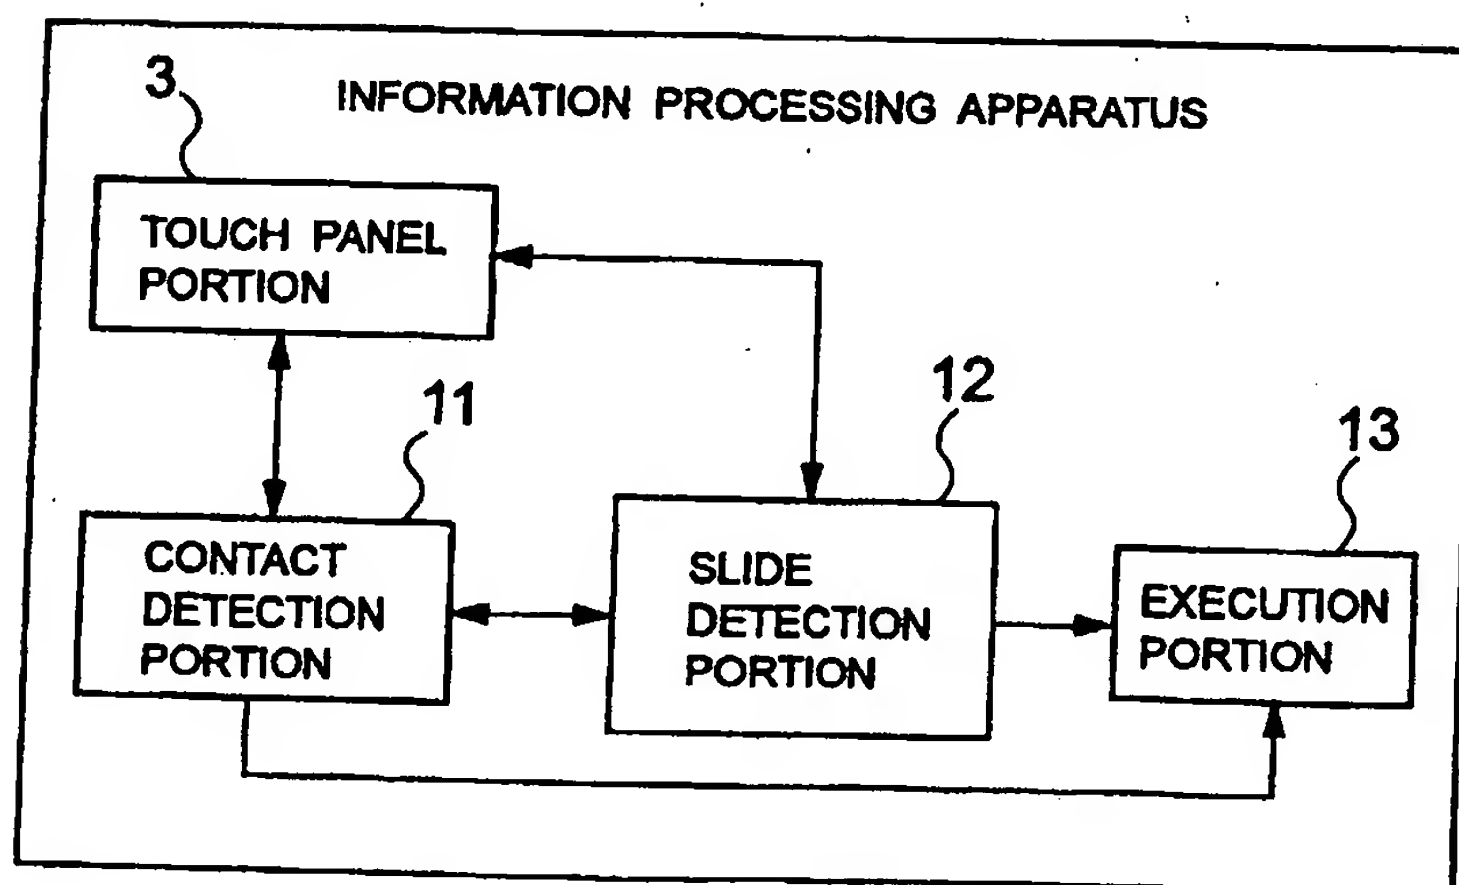 INFORMATION PROCESSING APPARATUS
3
TOUCH PANEL
PORTION
11
CONTACT
DETECTION
PORTION
12
SLIDE
DETECTION
PORTION
13
EXECUTION
PORTION